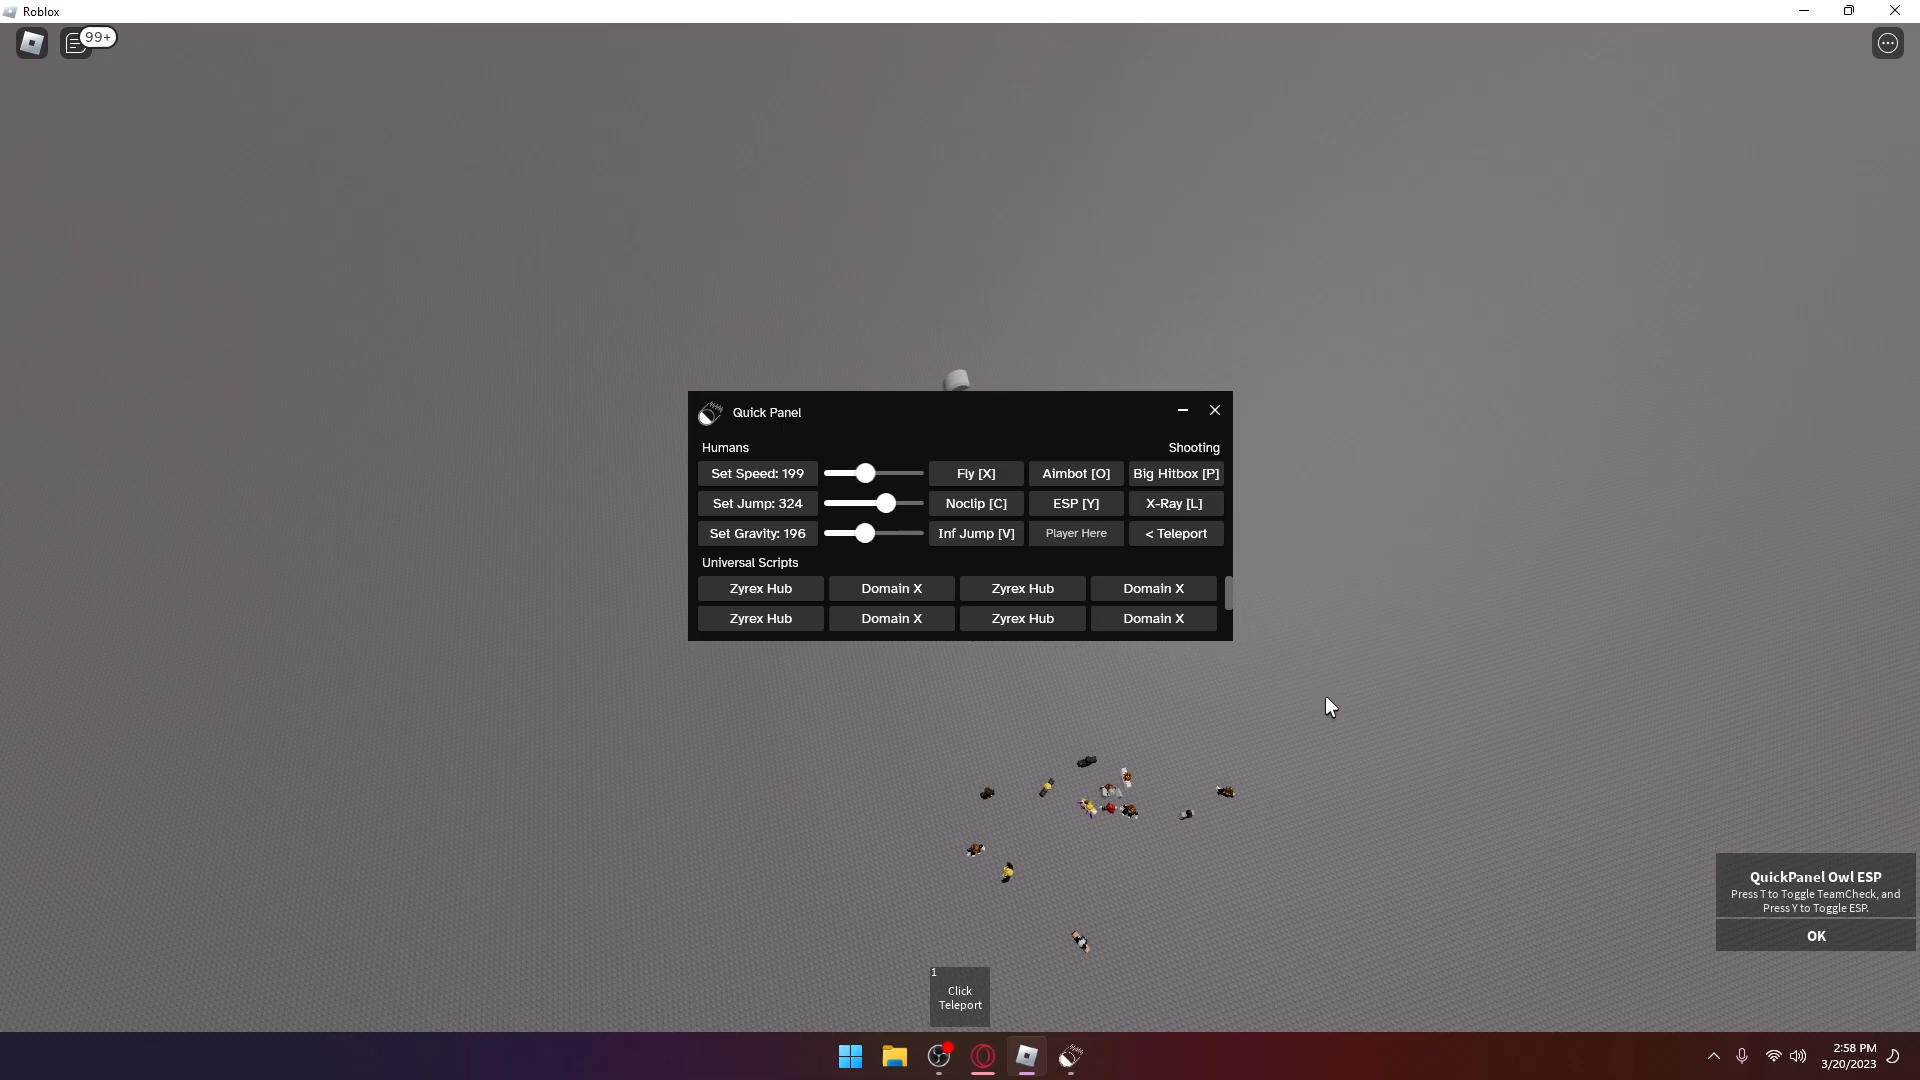 Roblox
99+
Quick Panel
Humans
Shooting
Set Speed: 199
Fly [X]
Aimbot [O]
Big Hitbox [P]
Set Jump: 324
Noclip [C]
ESP [Y]
X-Ray [L]
Set Gravity: 196
Inf Jump [V]
Player Here
< Teleport
Universal Scripts
Zyrex Hub
Domain X
Zyrex Hub
Domain X
Zyrex Hub
Domain X
Zyrex Hub
Domain X
QuickPanel Owl ESP
Press T to Toggle TeamCheck, and
Press Y to Toggle ESP.
OK
1
Click
Teleport
2:58 PM
3/20/2023